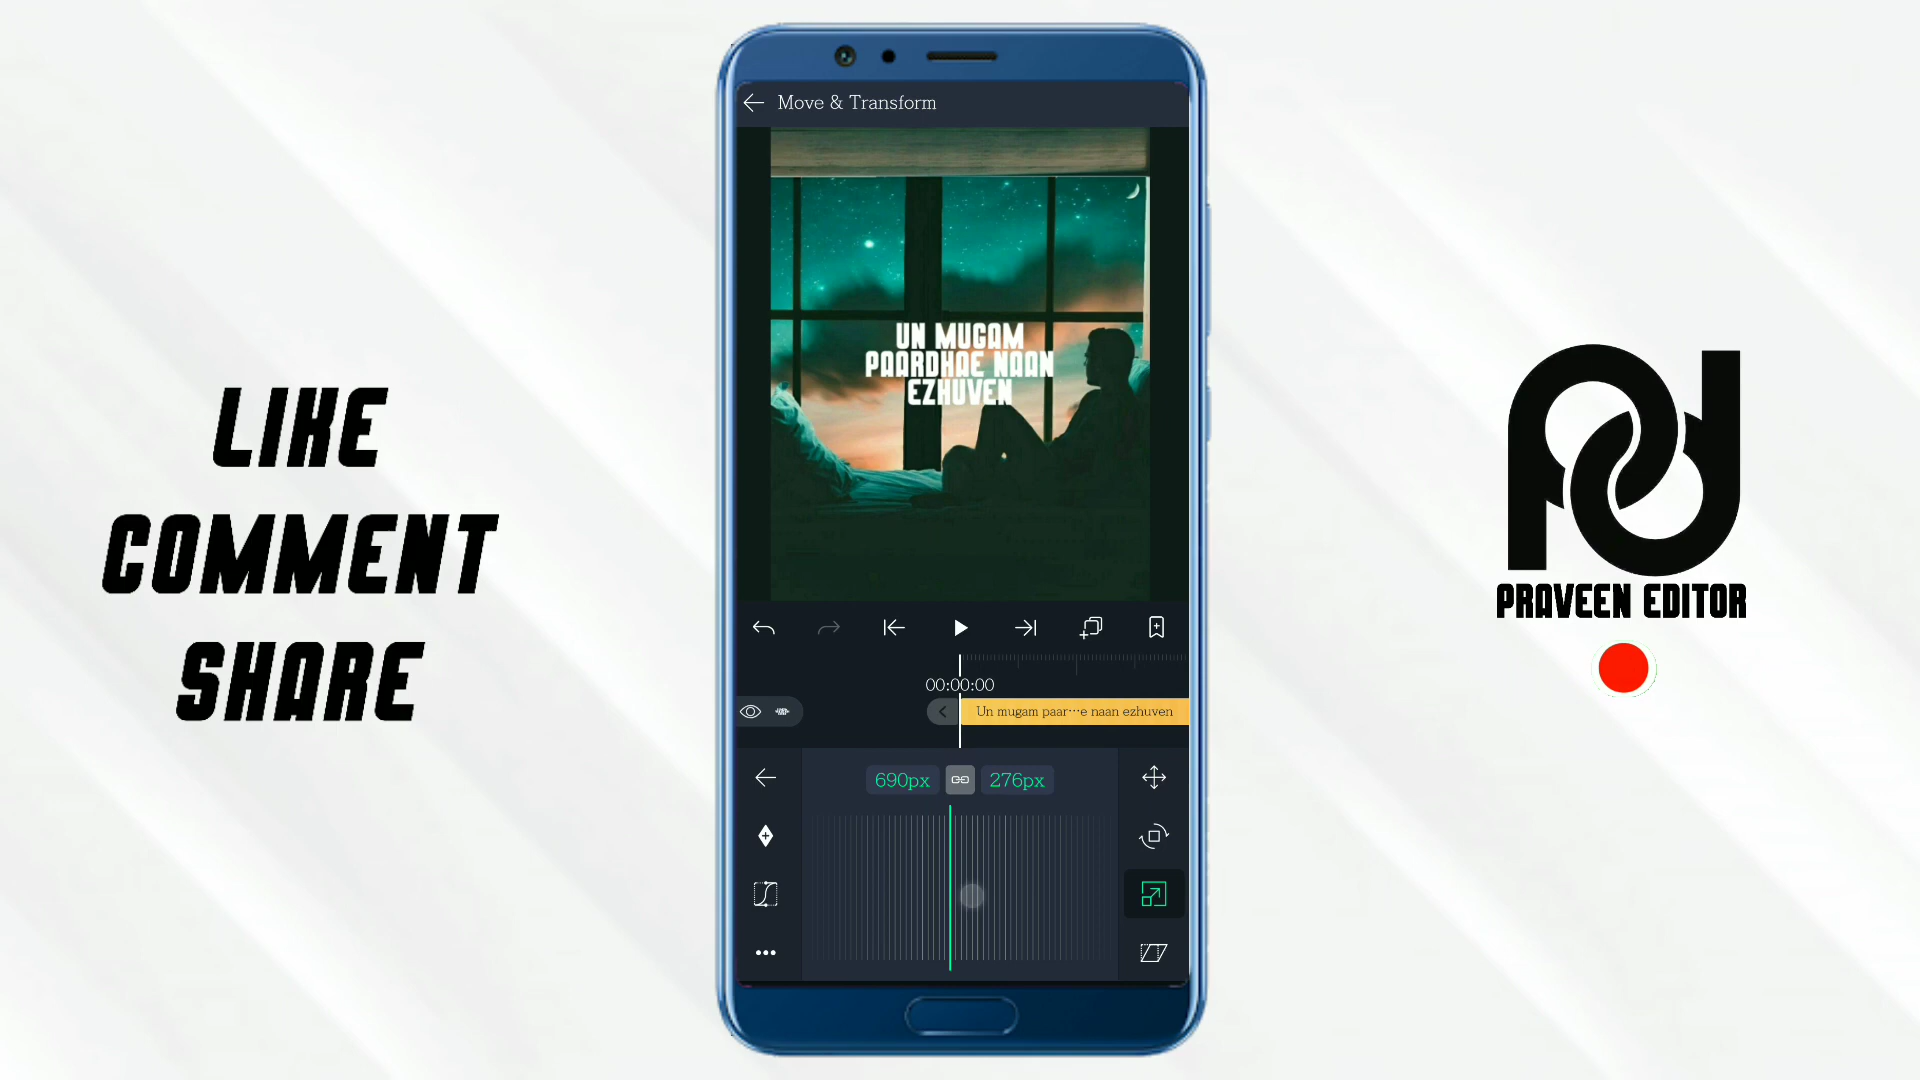 Move & Transform
UN MUGAM
PAARDHAE NAAN
EZHUVEN
LIKE
COMMENT
SHARE
PRAVEEN EDITOR
00:00:00
Un mugam paar···e naan ezhuven
690px
276px